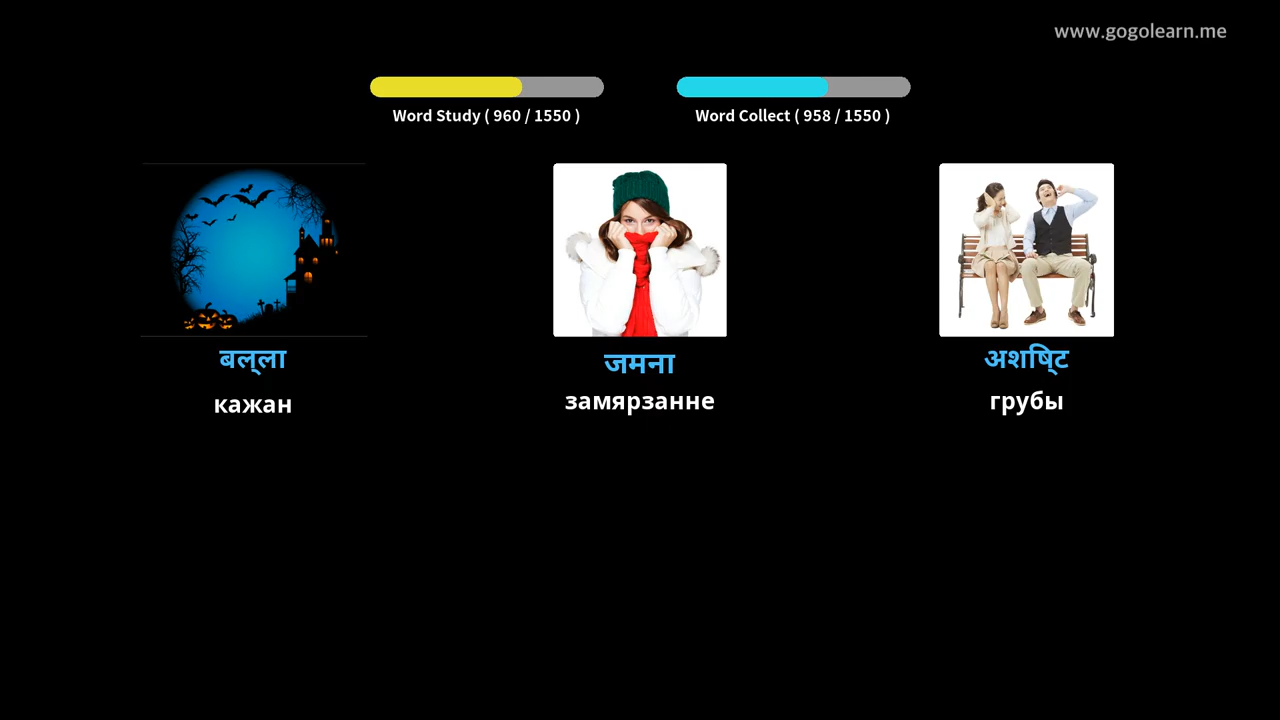 www.gogolearn.me
Word Study ( 960 / 1550 )
Word Collect ( 958 / 1550 )
बल्ला
जमना
अशिष्ट
кажан
замярзанне
грубы